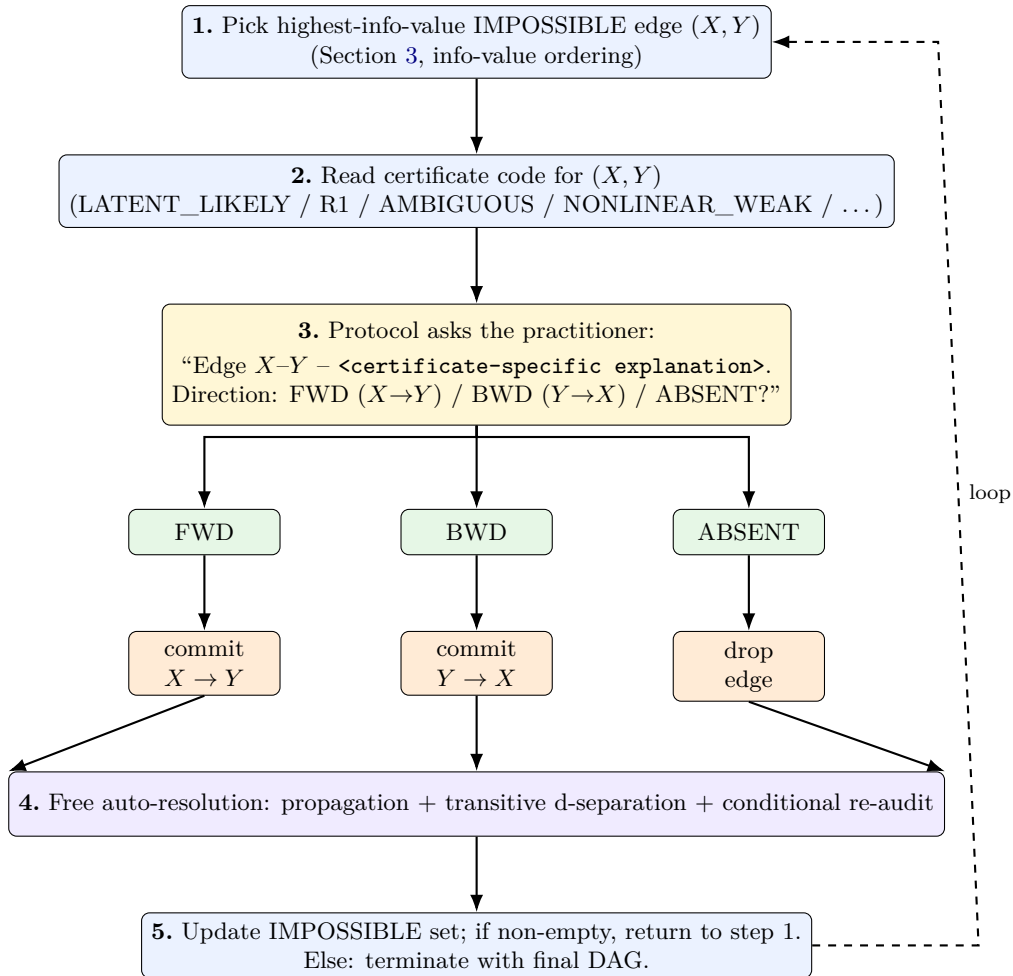 1. Pick highest-info-value IMPOSSIBLE edge (X, Y)
(Section 3, info-value ordering)
2. Read certificate code for (X, Y)
(LATENT_LIKELY / R1 / AMBIGUOUS / NONLINEAR_WEAK / ...)
3. Protocol asks the practitioner:
“Edge X–Y – <certificate-specific explanation>.
Direction: FWD (X→Y) / BWD (Y→X) / ABSENT?”
loop
FWD
BWD
ABSENT
commit
X → Y
commit
Y → X
drop
edge
4. Free auto-resolution: propagation + transitive d-separation + conditional re-audit
5. Update IMPOSSIBLE set; if non-empty, return to step 1.
Else: terminate with final DAG.